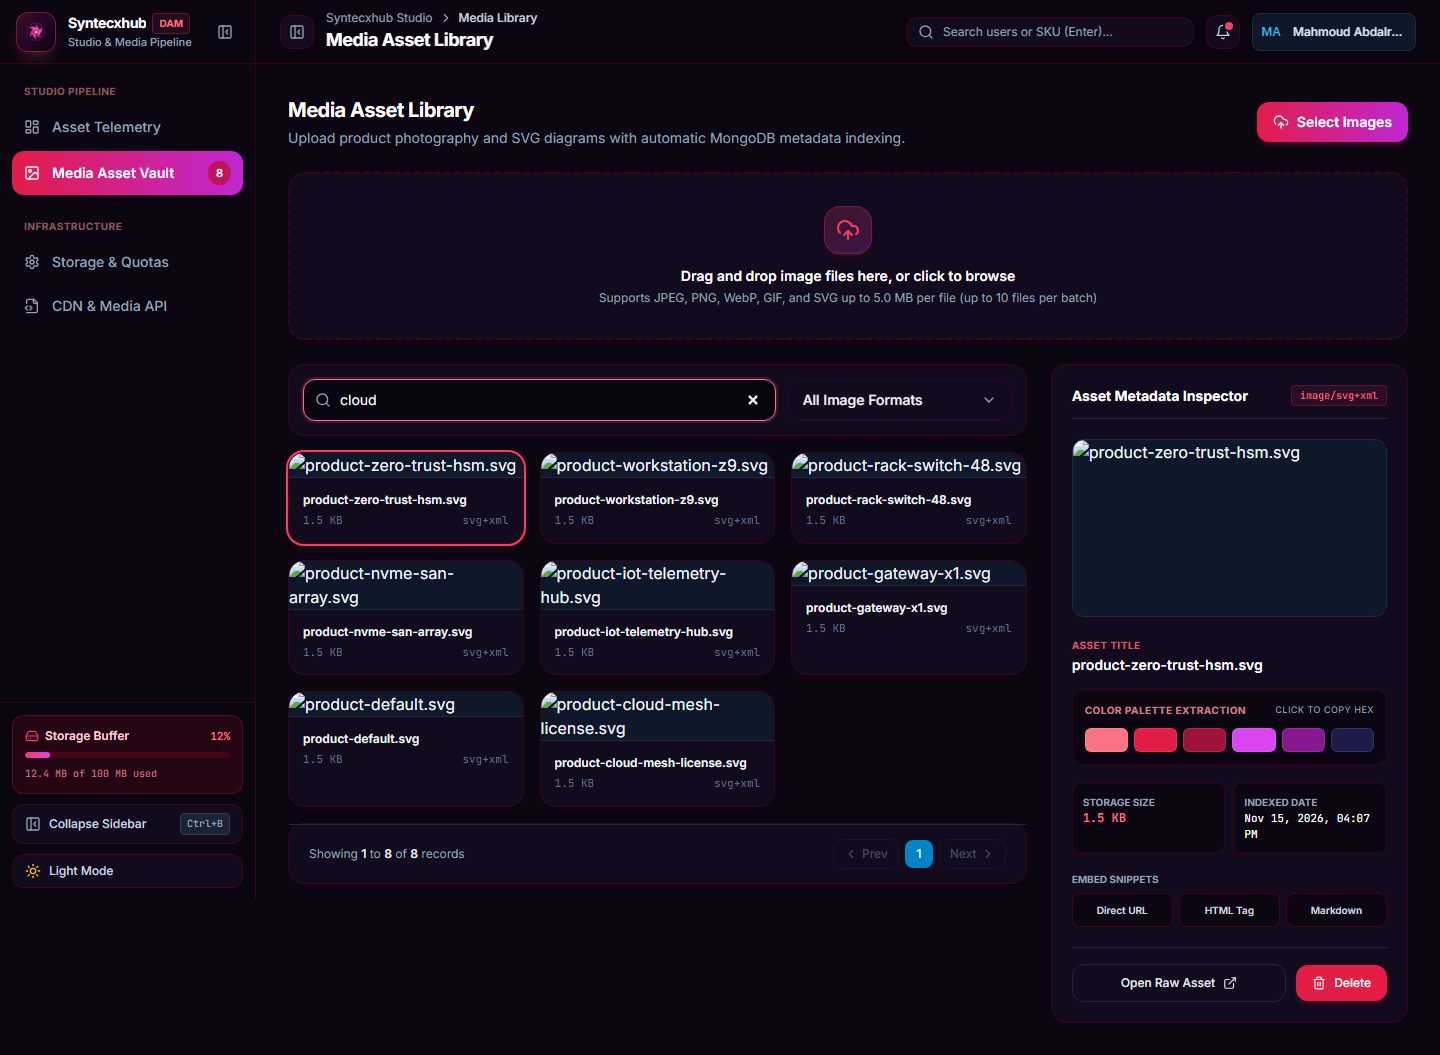 Syntecxhub DAM
Studio & Media Pipeline
STUDIO PIPELINE
Asset Telemetry
Media Asset Vault 8
INFRASTRUCTURE
Storage & Quotas
CDN & Media API
Storage Buffer 12%
12.4 MB of 100 MB used
Collapse Sidebar Ctrl+B
Light Mode
Syntecxhub Studio > Media Library
Media Asset Library
Search users or SKU (Enter)...
MA Mahmoud Abdalr...
Media Asset Library
Upload product photography and SVG diagrams with automatic MongoDB metadata indexing.
Select Images
Drag and drop image files here, or click to browse
Supports JPEG, PNG, WebP, GIF, and SVG up to 5.0 MB per file (up to 10 files per batch)
cloud
All Image Formats
product-zero-trust-hsm.svg
product-zero-trust-hsm.svg
1.5 KB svg+xml
product-workstation-z9.svg
product-workstation-z9.svg
1.5 KB svg+xml
product-rack-switch-48.svg
product-rack-switch-48.svg
1.5 KB svg+xml
product-nvme-san-
array.svg
product-nvme-san-array.svg
1.5 KB svg+xml
product-iot-telemetry-
hub.svg
product-iot-telemetry-hub.svg
1.5 KB svg+xml
product-gateway-x1.svg
product-gateway-x1.svg
1.5 KB svg+xml
product-default.svg
product-default.svg
1.5 KB svg+xml
product-cloud-mesh-
license.svg
product-cloud-mesh-license.svg
1.5 KB svg+xml
Showing 1 to 8 of 8 records
Prev 1 Next
Asset Metadata Inspector image/svg+xml
product-zero-trust-hsm.svg
ASSET TITLE
product-zero-trust-hsm.svg
COLOR PALETTE EXTRACTION CLICK TO COPY HEX
STORAGE SIZE
1.5 KB
INDEXED DATE
Nov 15, 2026, 04:07
PM
EMBED SNIPPETS
Direct URL HTML Tag Markdown
Open Raw Asset Delete